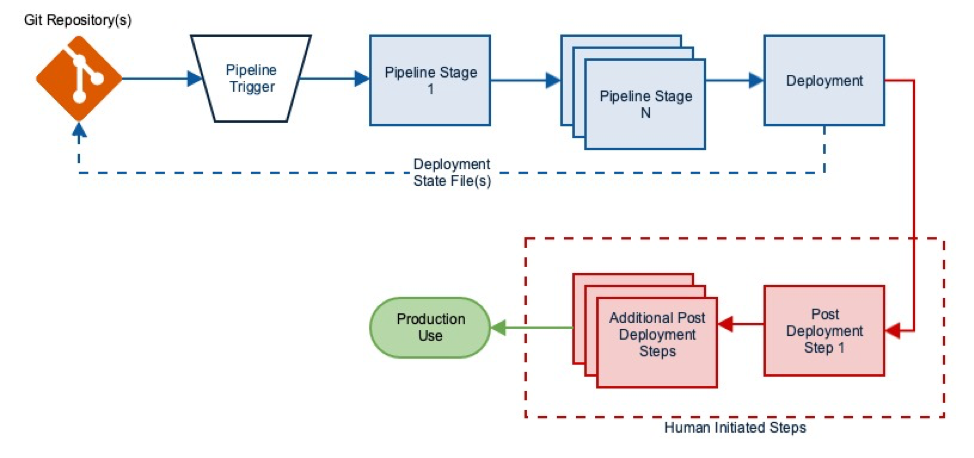 Git Repository(s)
Pipeline
Trigger
Pipeline Stage
1
Pipeline Stage
N
Deployment
Deployment
State File(s)
Production
Use
Additional Post
Deployment
Steps
Post
Deployment
Step 1
Human Initiated Steps